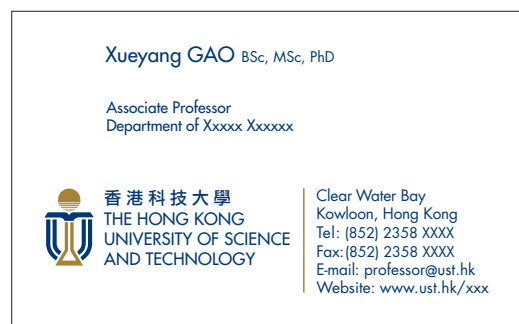 Xueyang GAO BSc, MSc, PhD
Associate Professor
Department of Xxxxx Xxxxxx
香港科技大學
THE HONG KONG
UNIVERSITY OF SCIENCE
AND TECHNOLOGY
Clear Water Bay
Kowloon, Hong Kong
Tel: (852) 2358 XXXX
Fax: (852) 2358 XXXX
E-mail: professor@ust.hk
Website: www.ust.hk/xxx